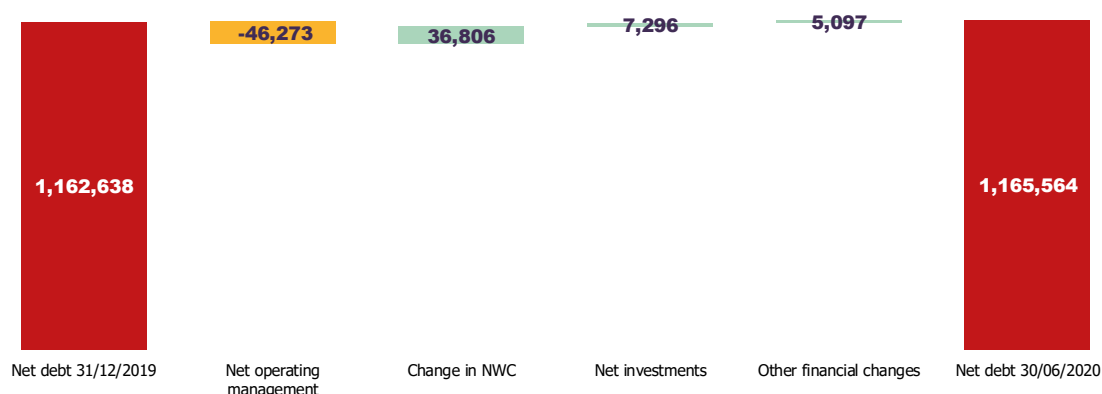 -46,273
36,806
7,296
5,097
1,162,638
1,165,564
Net debt 31/12/2019
Net operating
management
Change in NWC
Net investments
Other financial changes
Net debt 30/06/2020